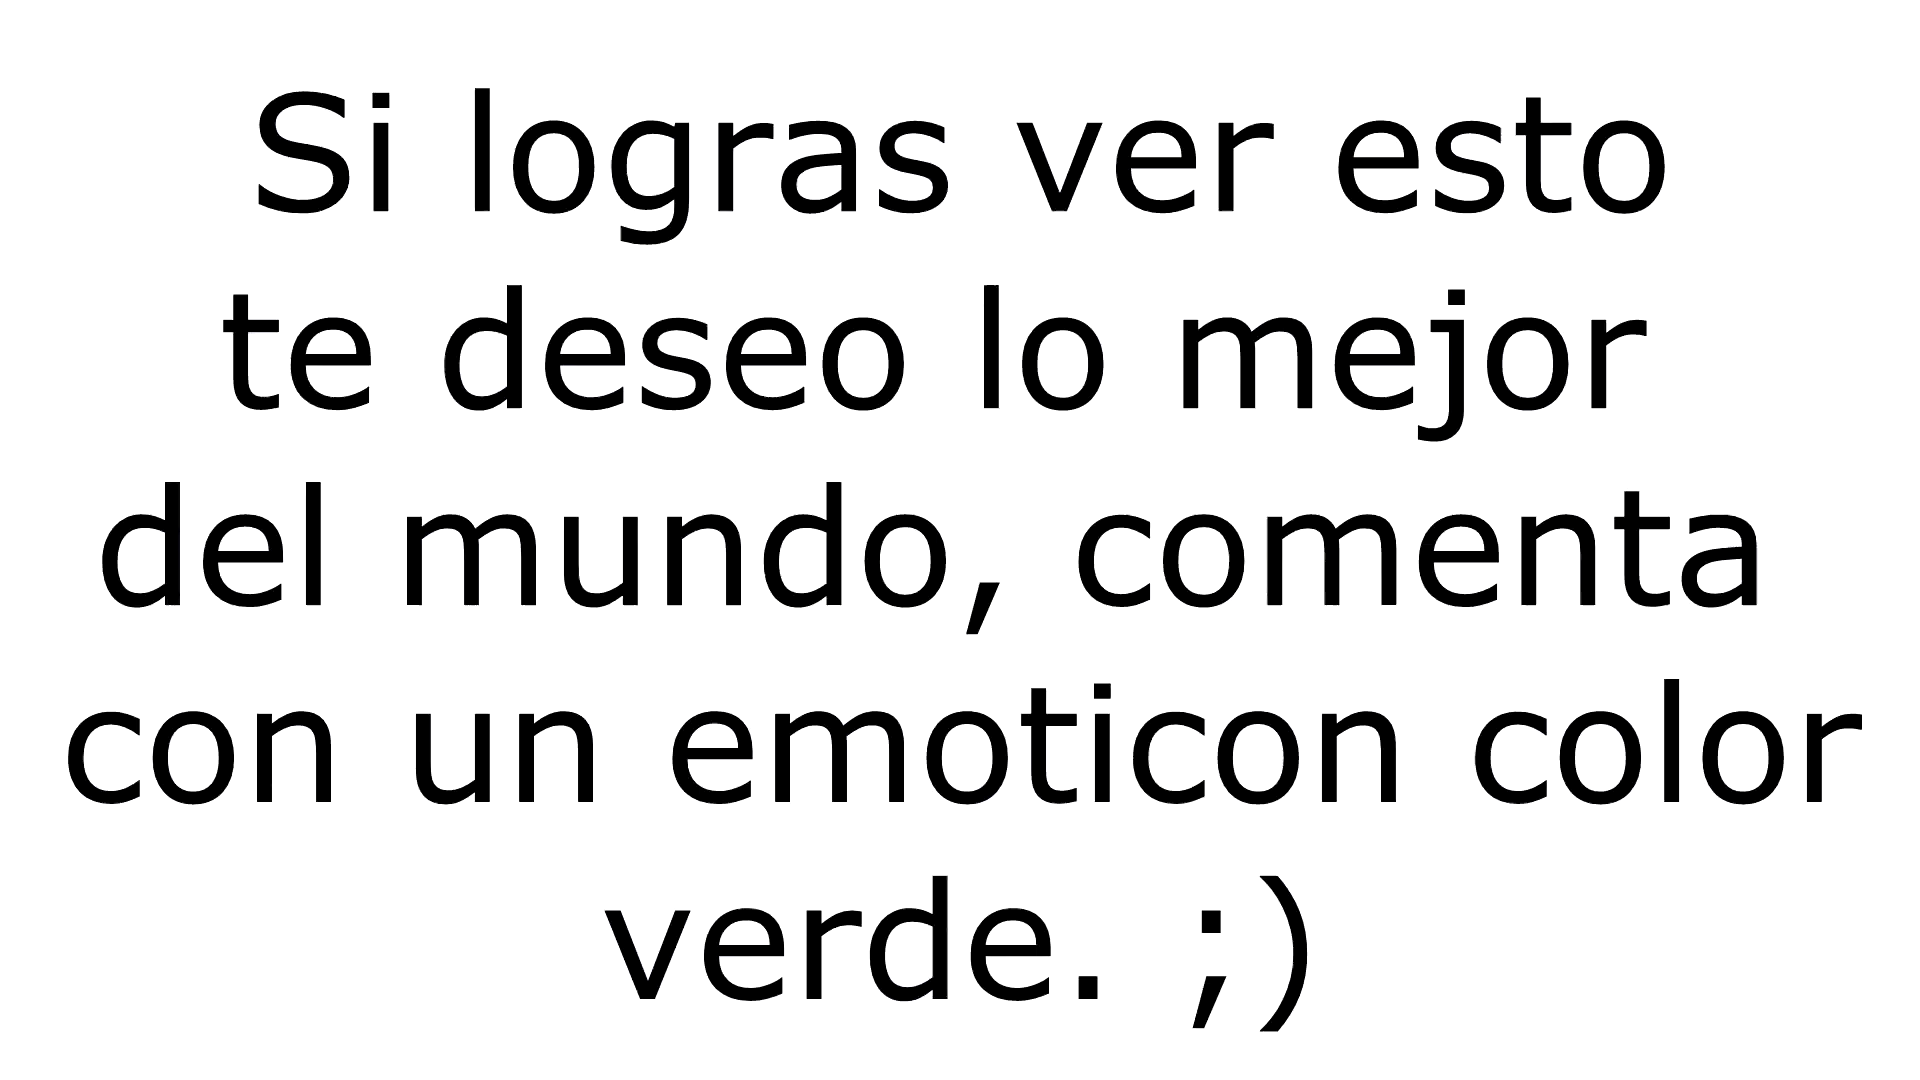 Si logras ver esto
te deseo lo mejor
del mundo, comenta
con un emoticon color
verde. ;)